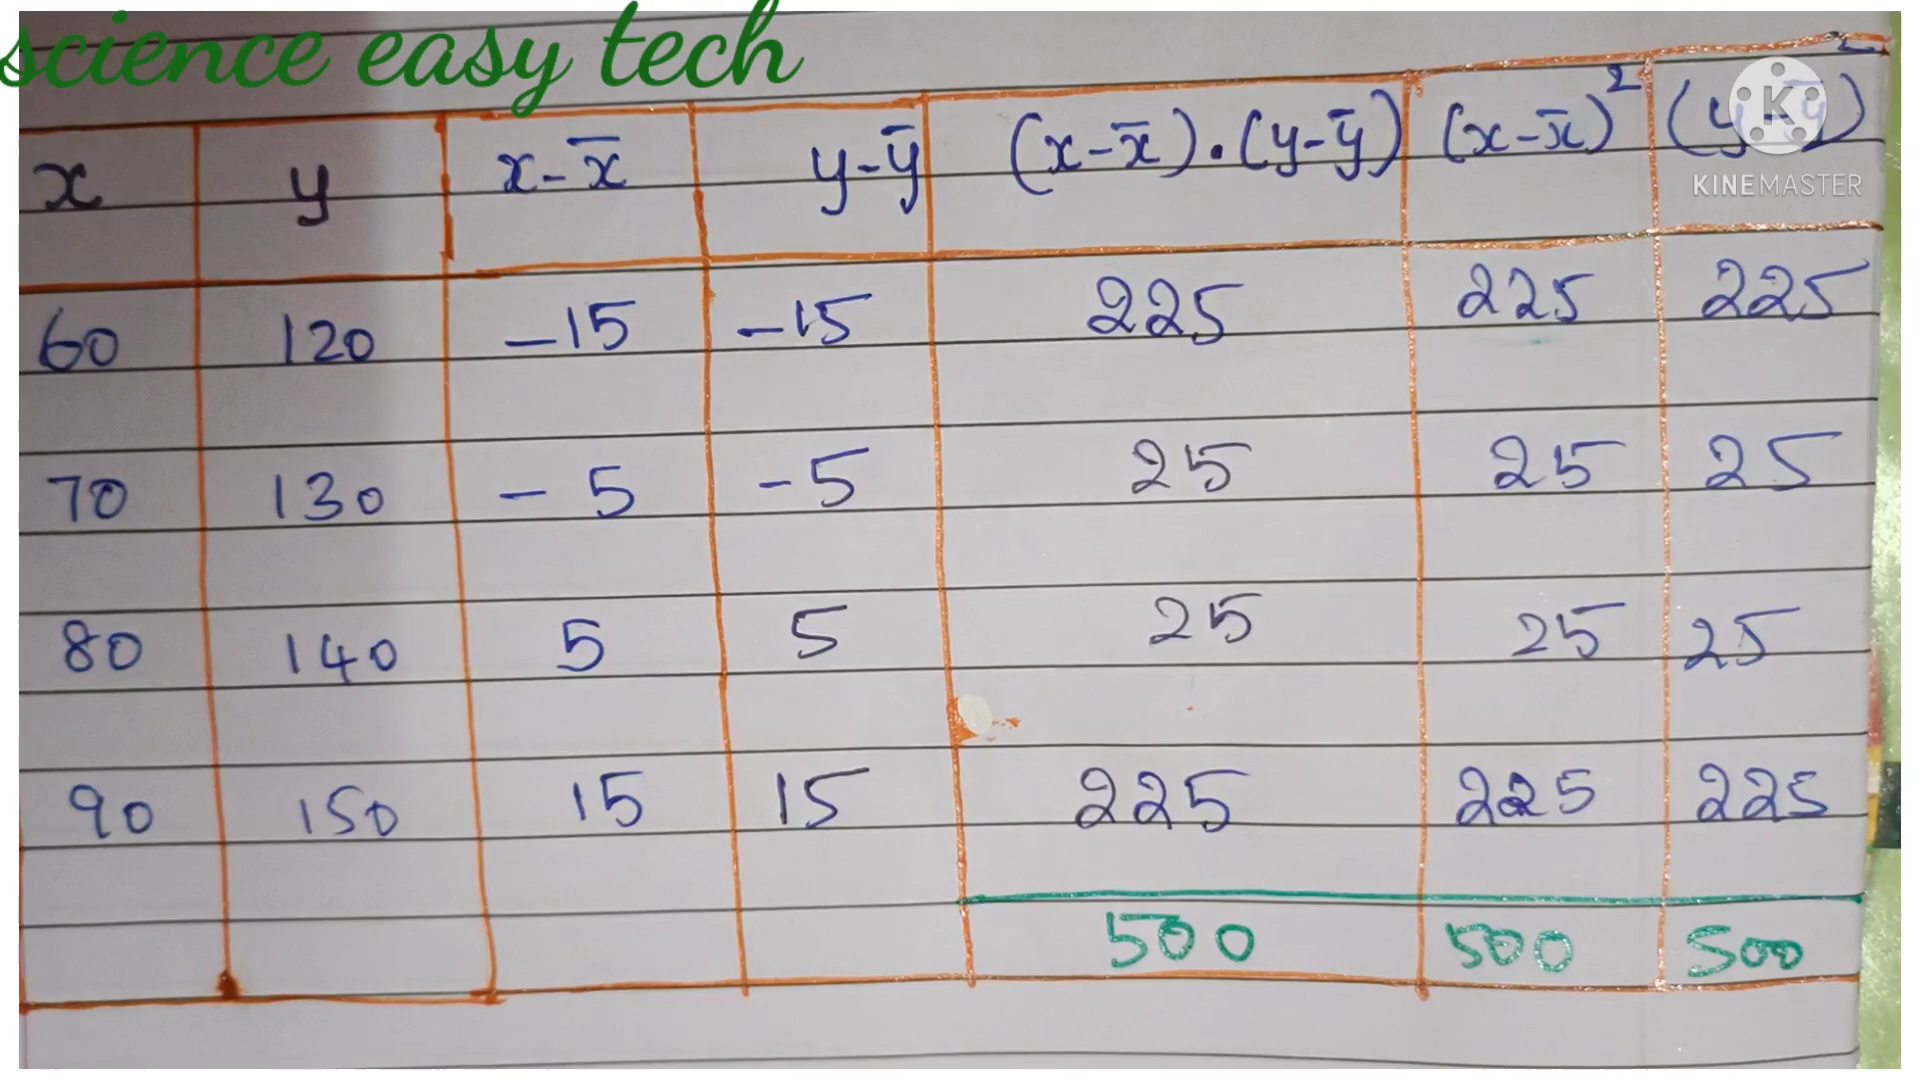 science easy tech
x y x-x̄ y-ȳ (x-x̄).(y-ȳ) (x-x̄)² (y-ȳ)²
KINEMASTER
60 120 -15 -15 225 225 225
70 130 -5 -5 25 25 25
80 140 5 5 25 25 25
90 150 15 15 225 225 225
500 500 500